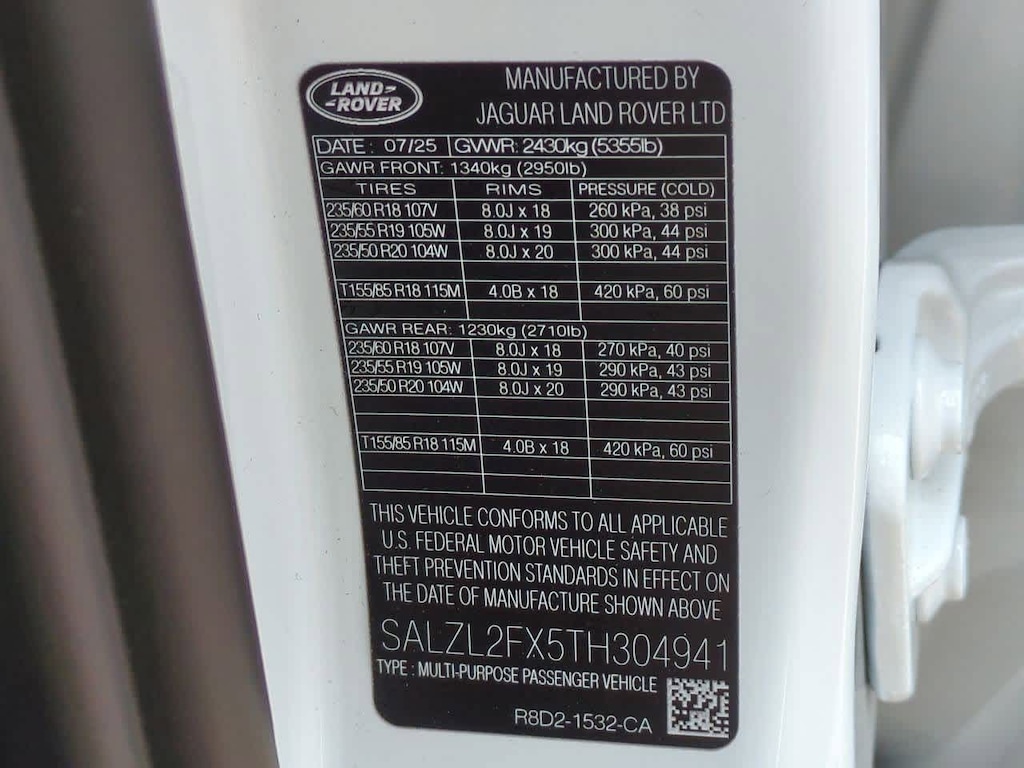 LAND ROVER
MANUFACTURED BY
JAGUAR LAND ROVER LTD
DATE : 07/25 GVWR: 2430kg (5355lb)
GAWR FRONT: 1340kg (2950lb)
TIRES RIMS PRESSURE (COLD)
235/60 R18 107V 8.0J x 18 260 kPa, 38 psi
235/55 R19 105W 8.0J x 19 300 kPa, 44 psi
235/50 R20 104W 8.0J x 20 300 kPa, 44 psi
T155/85 R18 115M 4.0B x 18 420 kPa, 60 psi
GAWR REAR: 1230kg (2710lb)
235/60 R18 107V 8.0J x 18 270 kPa, 40 psi
235/55 R19 105W 8.0J x 19 290 kPa, 43 psi
235/50 R20 104W 8.0J x 20 290 kPa, 43 psi
T155/85 R18 115M 4.0B x 18 420 kPa, 60 psi
THIS VEHICLE CONFORMS TO ALL APPLICABLE
U.S. FEDERAL MOTOR VEHICLE SAFETY AND
THEFT PREVENTION STANDARDS IN EFFECT ON
THE DATE OF MANUFACTURE SHOWN ABOVE
SALZL2FX5TH304941
TYPE : MULTI-PURPOSE PASSENGER VEHICLE
R8D2-1532-CA